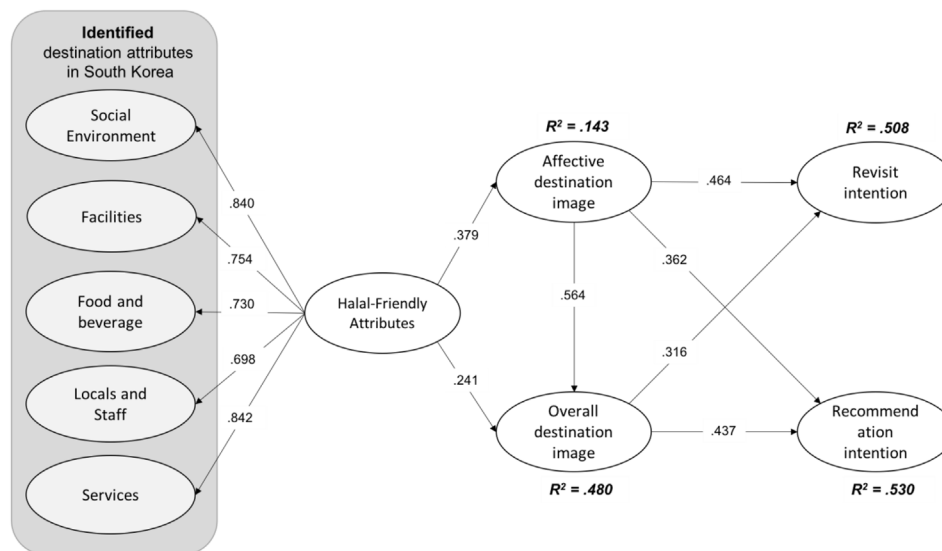 Identified
destination attributes
in South Korea
Social
Environment
Facilities
Food and
beverage
Locals and
Staff
Services
.840
.754
.730
.698
.842
Halal-Friendly
Attributes
.379
.241
R² = .143
Affective
destination
image
.564
Overall
destination
image
R² = .480
.464
.362
.316
.437
R² = .508
Revisit
intention
Recommend
ation
intention
R² = .530